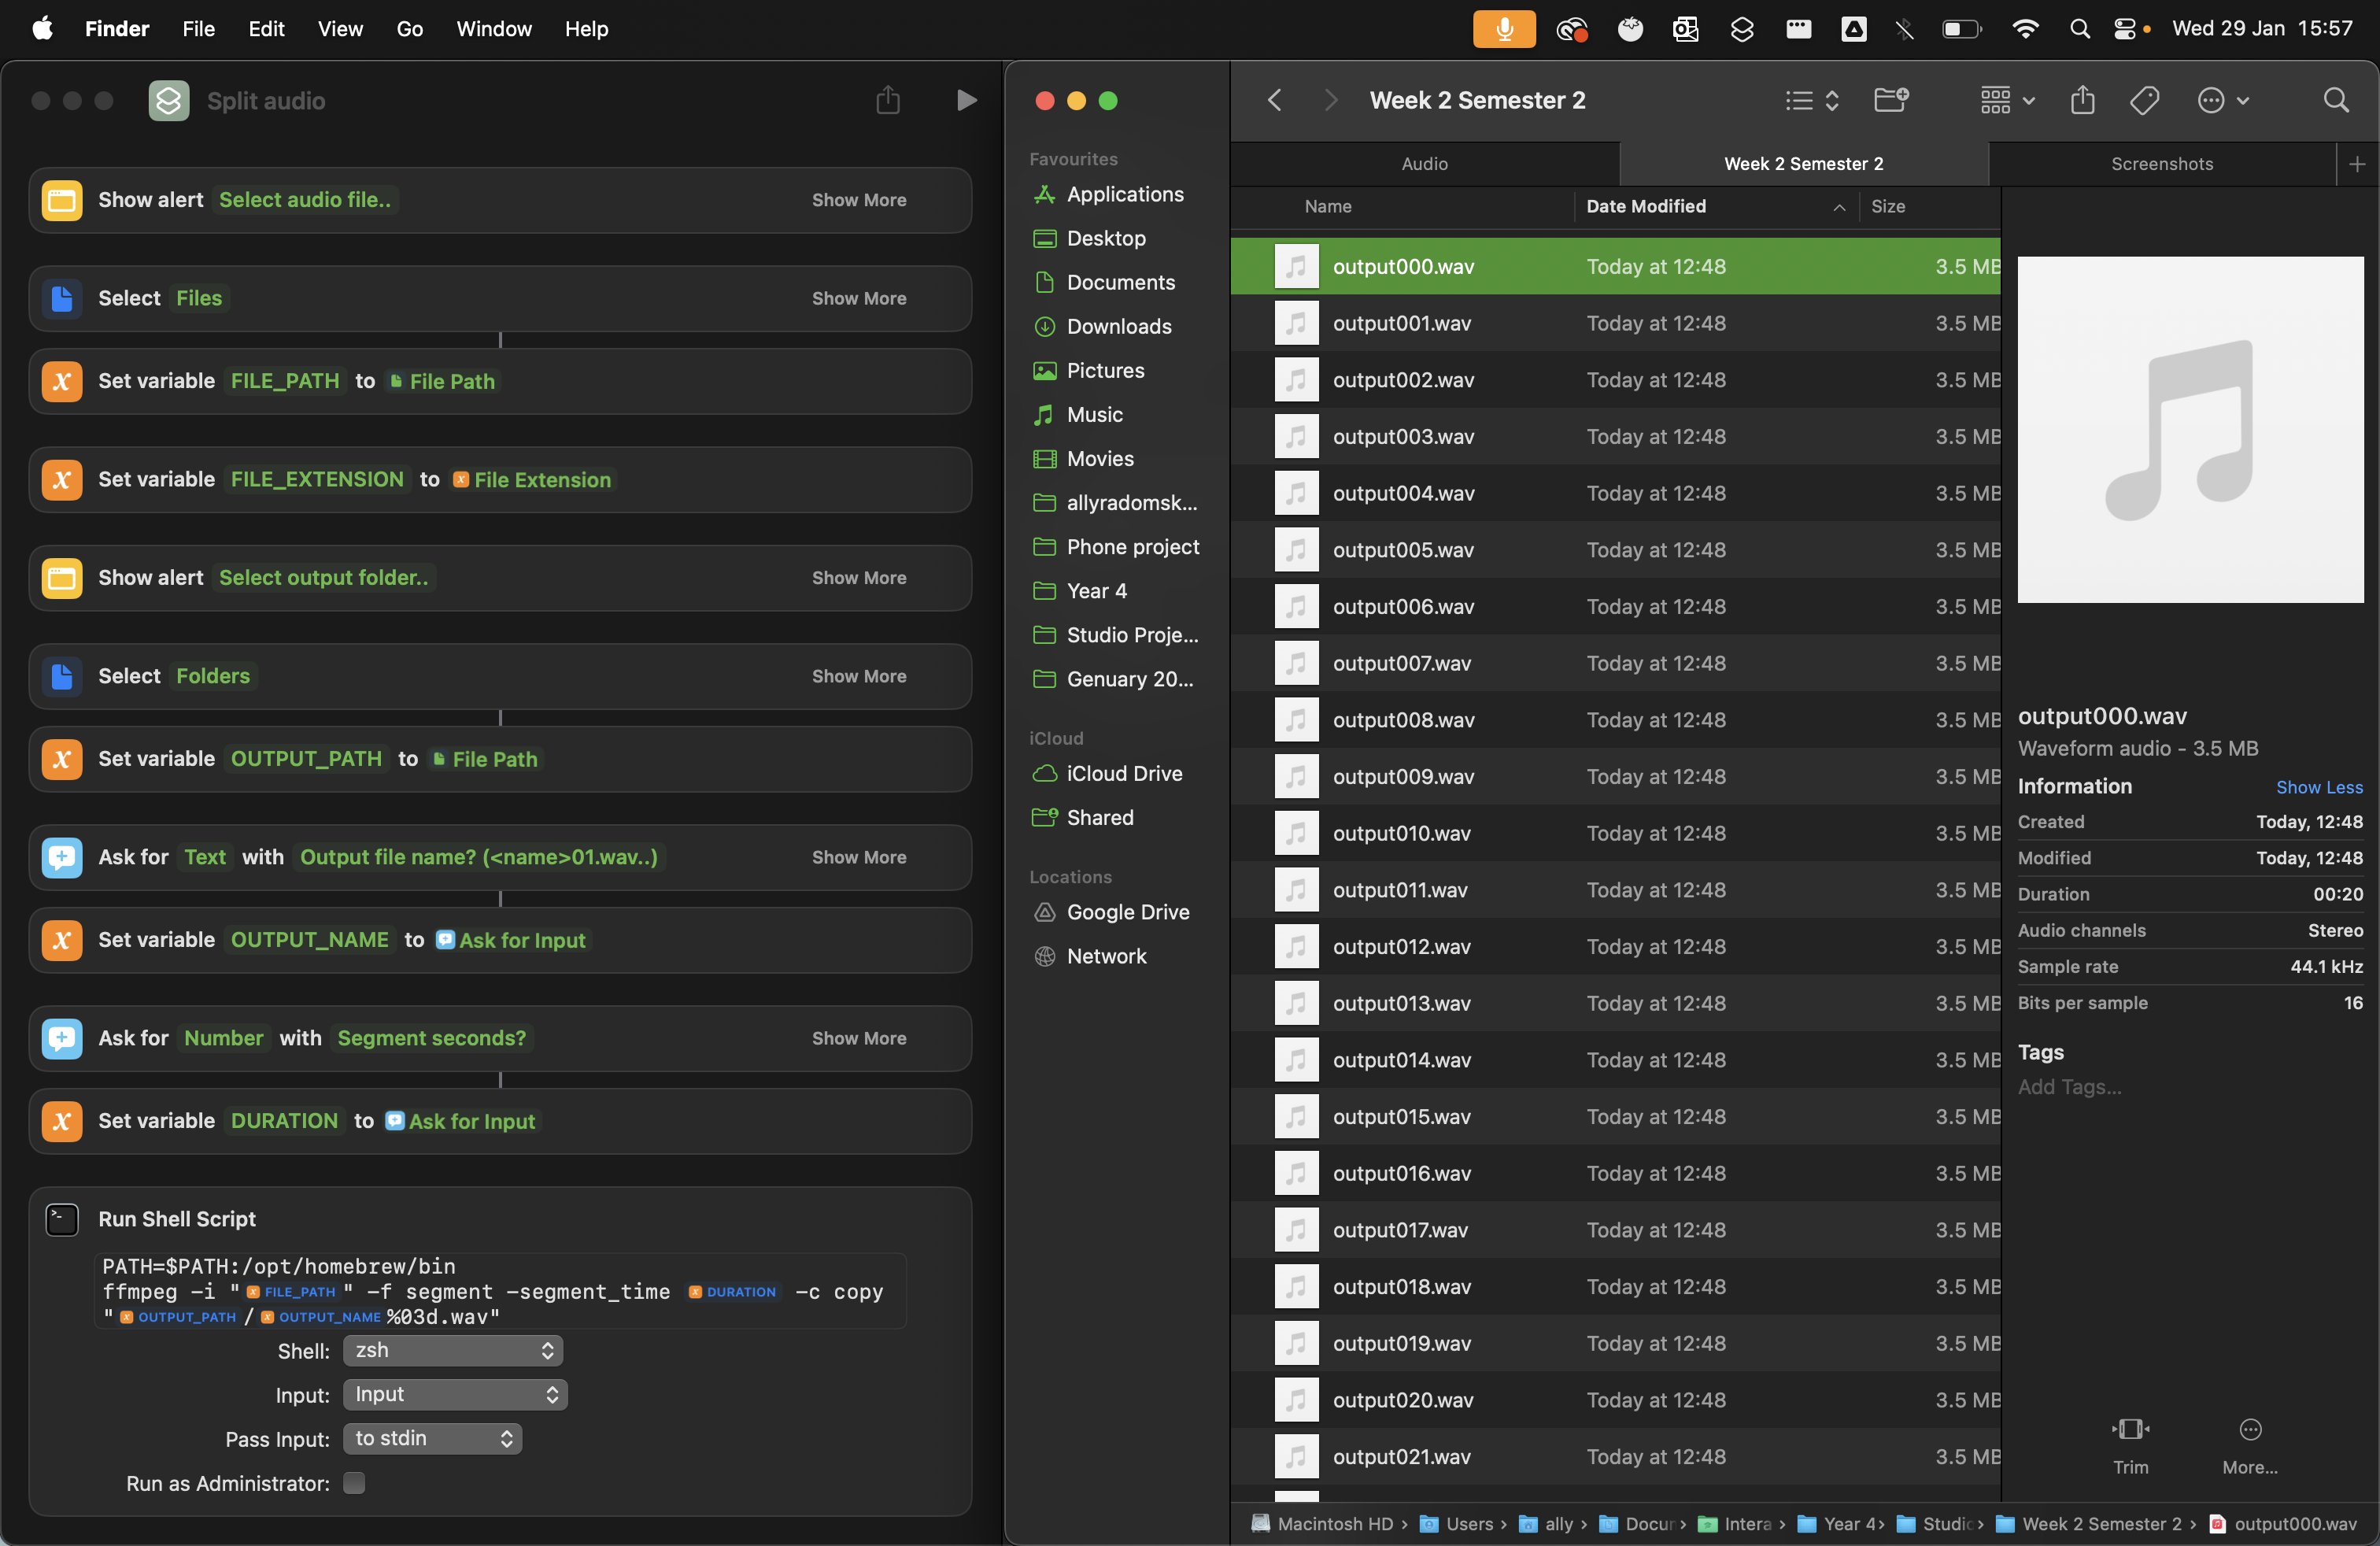 Finder File Edit View Go Window Help
Wed 29 Jan 15:57
Split audio
Show alert Select audio file.. Show More
Select Files Show More
Set variable FILE_PATH to File Path
Set variable FILE_EXTENSION to File Extension
Show alert Select output folder.. Show More
Select Folders Show More
Set variable OUTPUT_PATH to File Path
Ask for Text with Output file name? (<name>01.wav..) Show More
Set variable OUTPUT_NAME to Ask for Input
Ask for Number with Segment seconds? Show More
Set variable DURATION to Ask for Input
Run Shell Script
PATH=$PATH:/opt/homebrew/bin
ffmpeg -i "FILE_PATH" -f segment -segment_time DURATION -c copy
"OUTPUT_PATH/OUTPUT_NAME%03d.wav"
Shell: zsh
Input: Input
Pass Input: to stdin
Run as Administrator:
Favourites
Applications
Desktop
Documents
Downloads
Pictures
Music
Movies
allyradomsk...
Phone project
Year 4
Studio Proje...
Genuary 20...
iCloud
iCloud Drive
Shared
Locations
Google Drive
Network
Week 2 Semester 2
Audio Week 2 Semester 2 Screenshots
Name Date Modified Size
output000.wav Today at 12:48 3.5 MB
output001.wav Today at 12:48 3.5 MB
output002.wav Today at 12:48 3.5 MB
output003.wav Today at 12:48 3.5 MB
output004.wav Today at 12:48 3.5 MB
output005.wav Today at 12:48 3.5 MB
output006.wav Today at 12:48 3.5 MB
output007.wav Today at 12:48 3.5 MB
output008.wav Today at 12:48 3.5 MB
output009.wav Today at 12:48 3.5 MB
output010.wav Today at 12:48 3.5 MB
output011.wav Today at 12:48 3.5 MB
output012.wav Today at 12:48 3.5 MB
output013.wav Today at 12:48 3.5 MB
output014.wav Today at 12:48 3.5 MB
output015.wav Today at 12:48 3.5 MB
output016.wav Today at 12:48 3.5 MB
output017.wav Today at 12:48 3.5 MB
output018.wav Today at 12:48 3.5 MB
output019.wav Today at 12:48 3.5 MB
output020.wav Today at 12:48 3.5 MB
output021.wav Today at 12:48 3.5 MB
output000.wav
Waveform audio - 3.5 MB
Information Show Less
Created Today, 12:48
Modified Today, 12:48
Duration 00:20
Audio channels Stereo
Sample rate 44.1 kHz
Bits per sample 16
Tags
Add Tags...
Trim More...
Macintosh HD › Users › ally › Docur › Intera › Year 4 › Studio › Week 2 Semester 2 › output000.wav